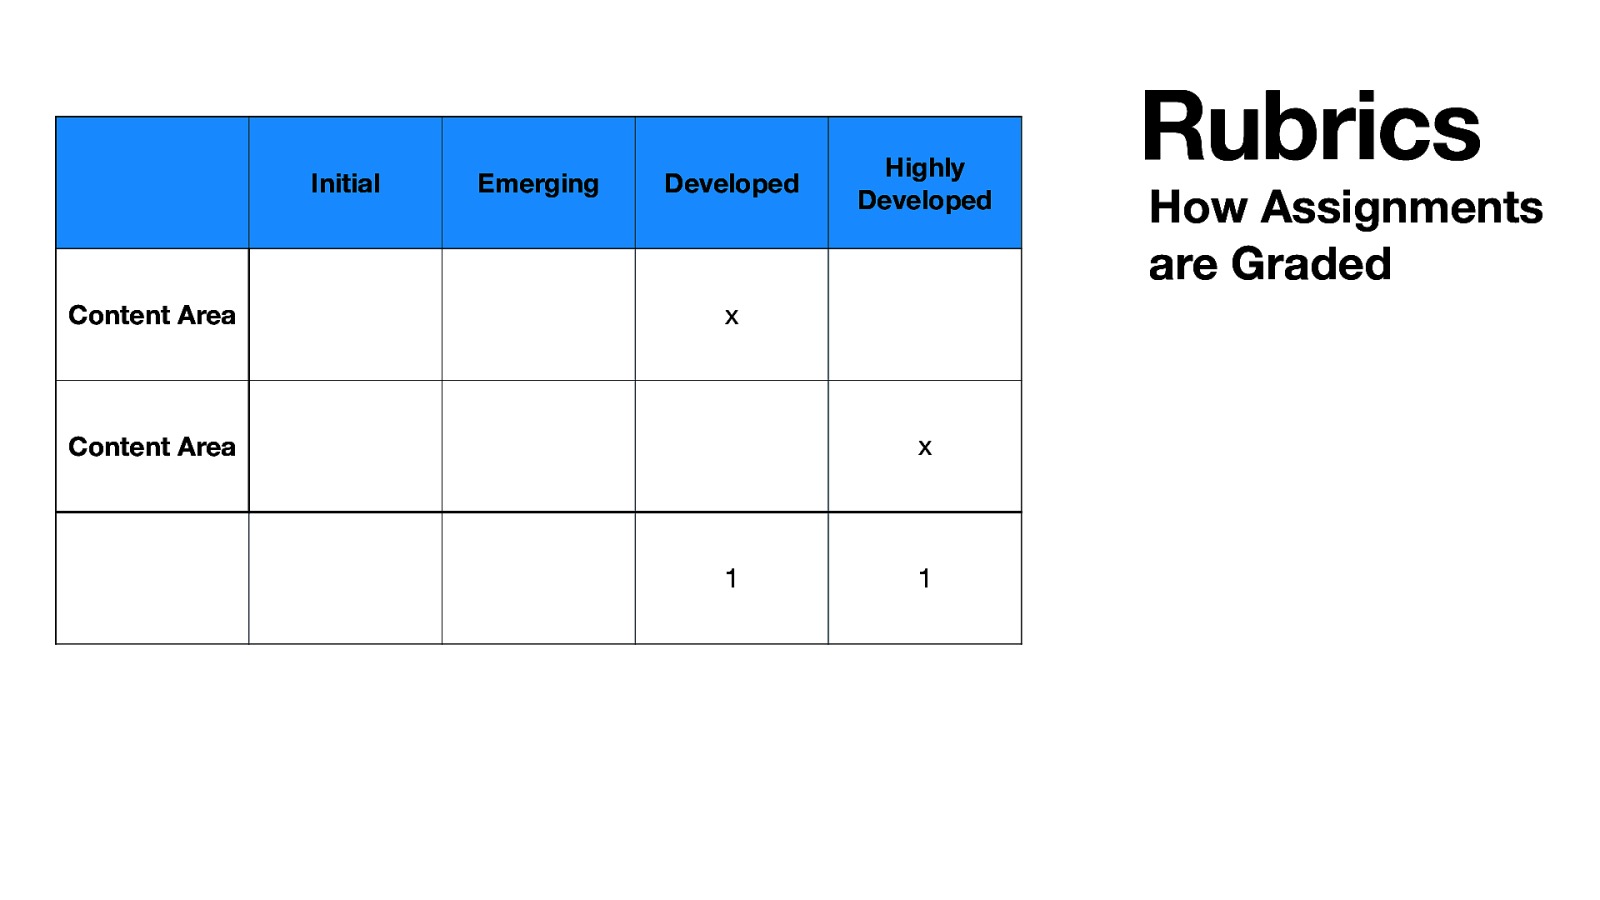 Rubrics
How Assignments
are Graded
Initial
Emerging
Developed
Highly
Developed
Content Area
x
Content Area
x
1
1